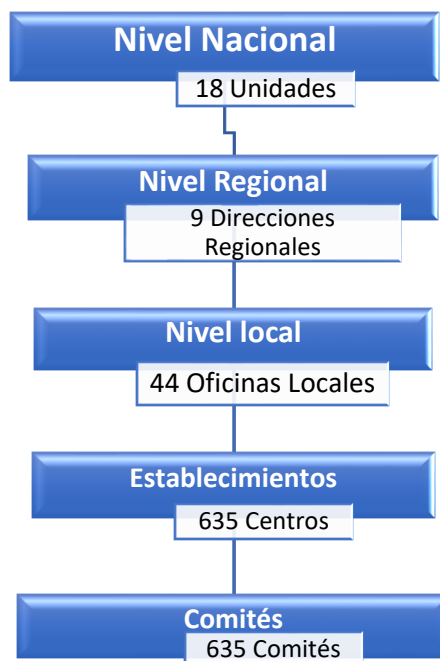 Nivel Nacional
18 Unidades
Nivel Regional
9 Direcciones
Regionales
Nivel local
44 Oficinas Locales
Establecimientos
635 Centros
Comités
635 Comités